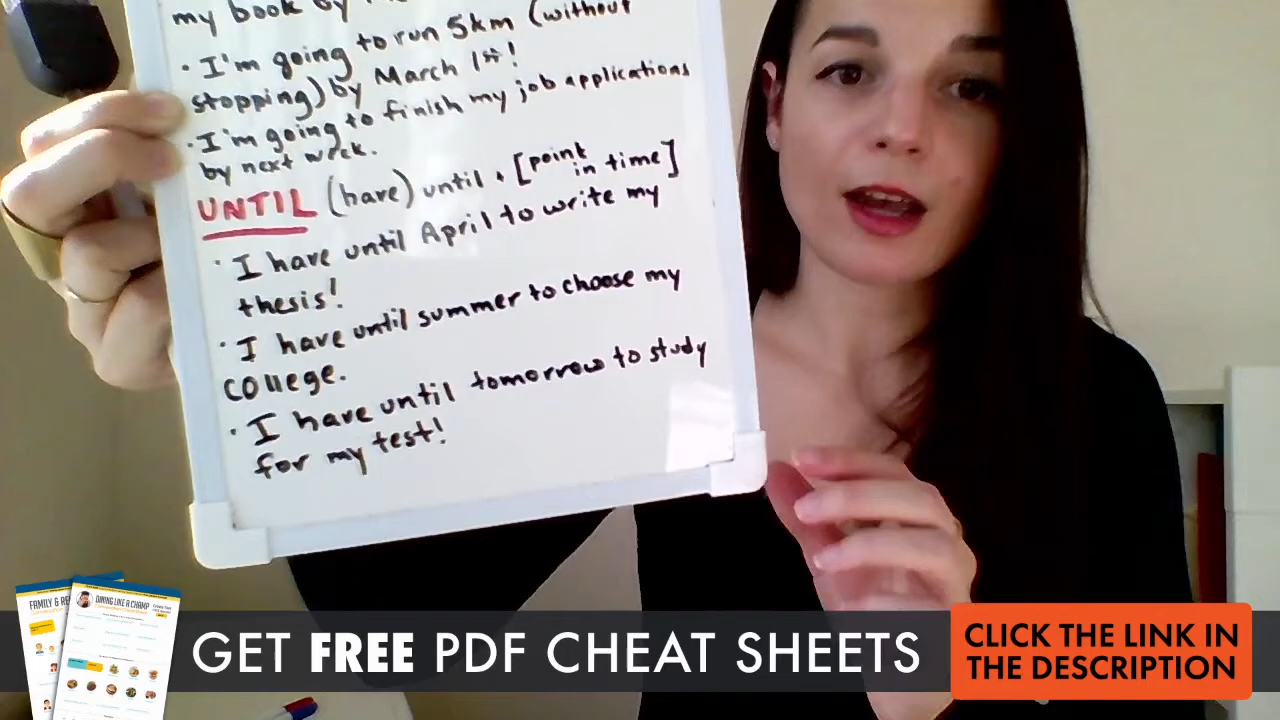 my book by
• I'm going to run 5km (without
stopping) by March 1st!
• I'm going to finish my job applications
by next week.
UNTIL (have) until + [point
in time]
• I have until April to write my
thesis!
• I have until summer to choose my
college.
• I have until tomorrow to study
for my test!
FAMILY & RE
DINING LIKE A CHAMP
GET FREE PDF CHEAT SHEETS
CLICK THE LINK IN
THE DESCRIPTION